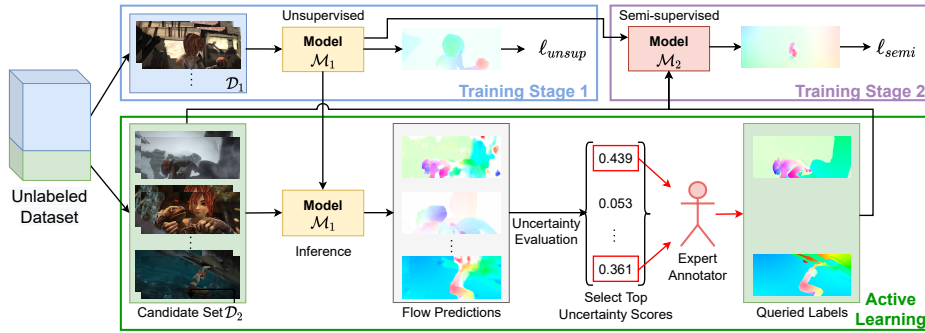 Unsupervised
Model
M₁
ℓ_unsup
D₁
Training Stage 1
Semi-supervised
Model
M₂
ℓ_semi
Training Stage 2
Unlabeled
Dataset
Model
M₁
Inference
Candidate Set D₂
Flow Predictions
Uncertainty
Evaluation
0.439
0.053
⋮
0.361
Select Top
Uncertainty Scores
Expert
Annotator
Queried Labels
Active
Learning